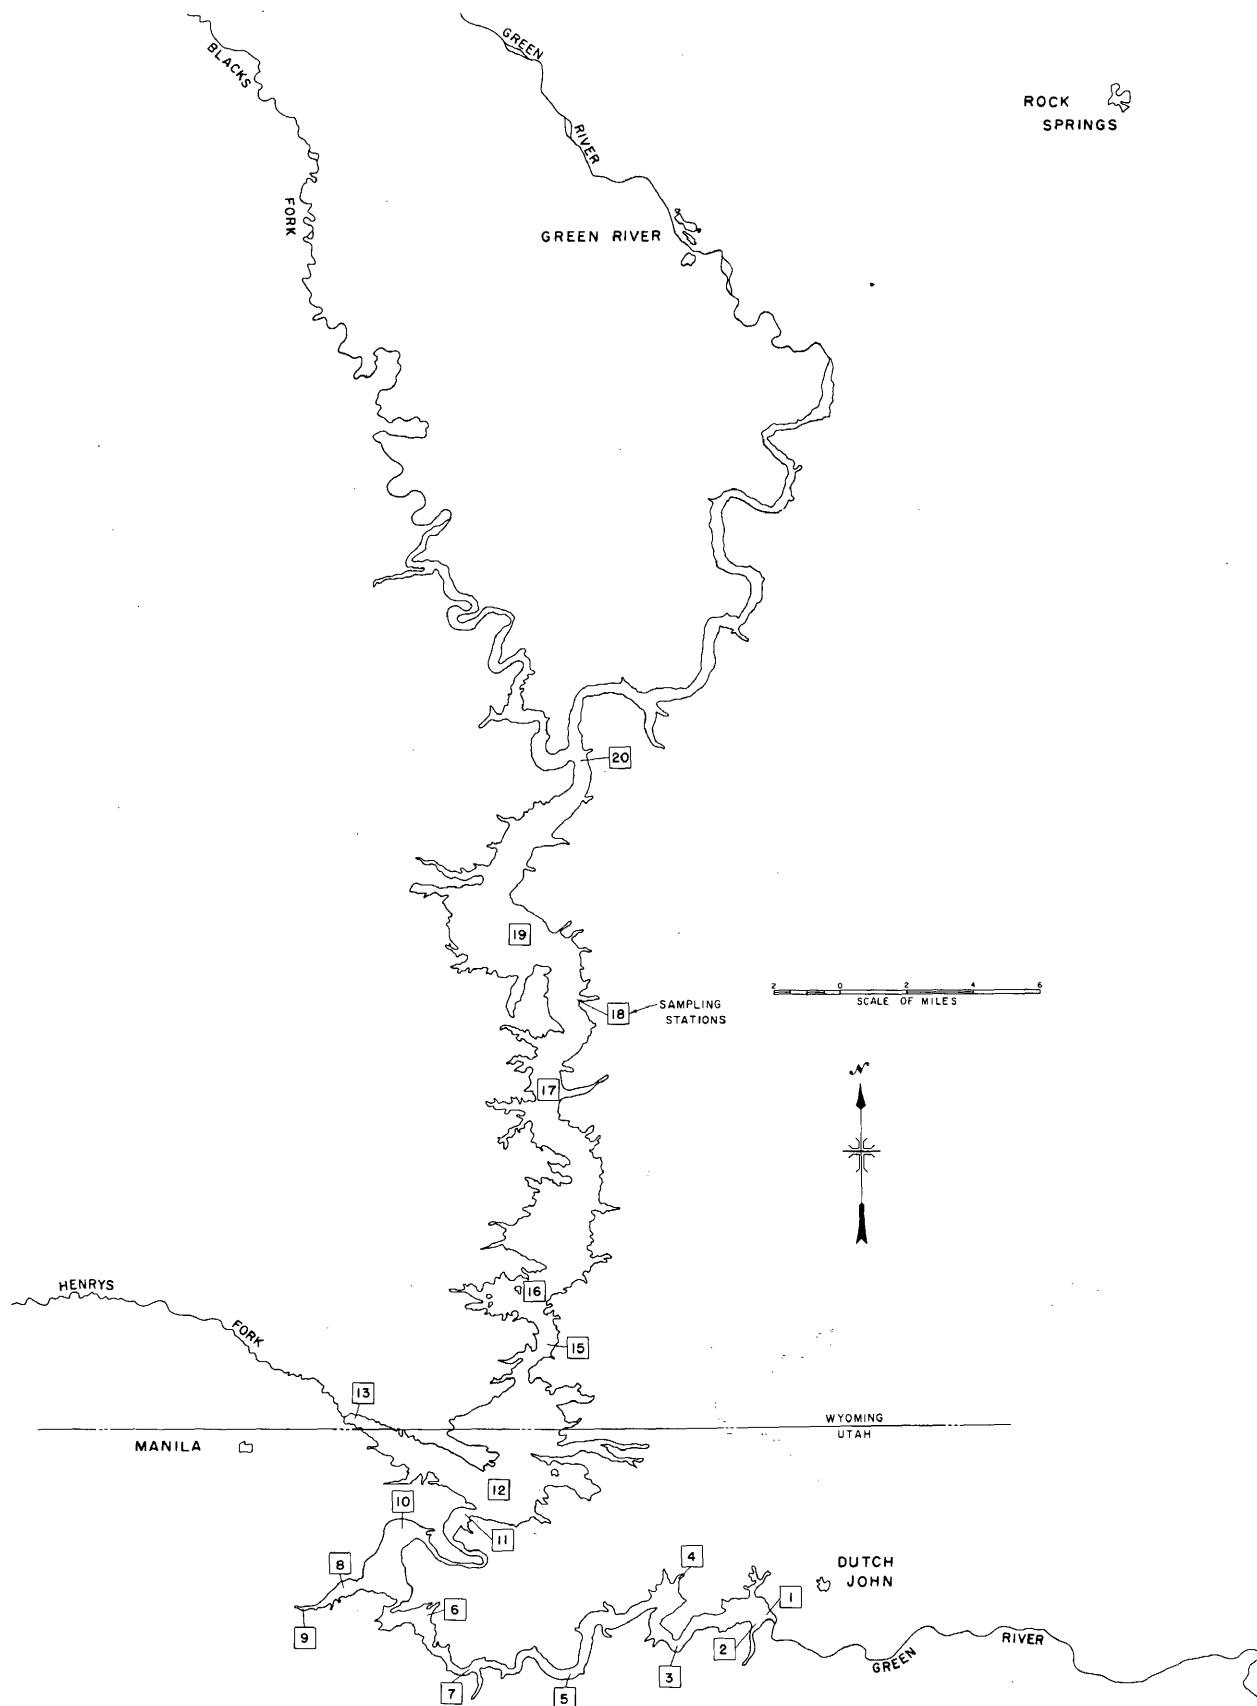 BLACKS
FORK
GREEN
RIVER
ROCK
SPRINGS
GREEN RIVER
20
19
2 0 2 4 6
SCALE OF MILES
18
SAMPLING
STATIONS
17
N
16
15
HENRYS
FORK
13
WYOMING
UTAH
MANILA
12
10
11
8
4
DUTCH
JOHN
1
6
9
2
3
GREEN
RIVER
7
5